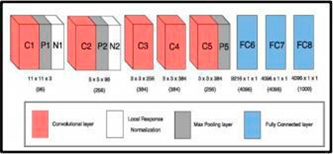 C1 P1 N1 C2 P2 N2 C3 C4 C5 P5 FC6 FC7 FC8
11 x 11 x 3 5 x 5 x 96 3 x 3 x 256 3 x 3 x 384 3 x 3 x 384 9216 x 1 x 1 4096 x 1 x 1 4096 x 1 x 1
(96) (256) (384) (384) (256) (4096) (4096) (1000)
Convolutional layer
Local Response
Normalization)
Max Pooling layer
Fully Connected layer